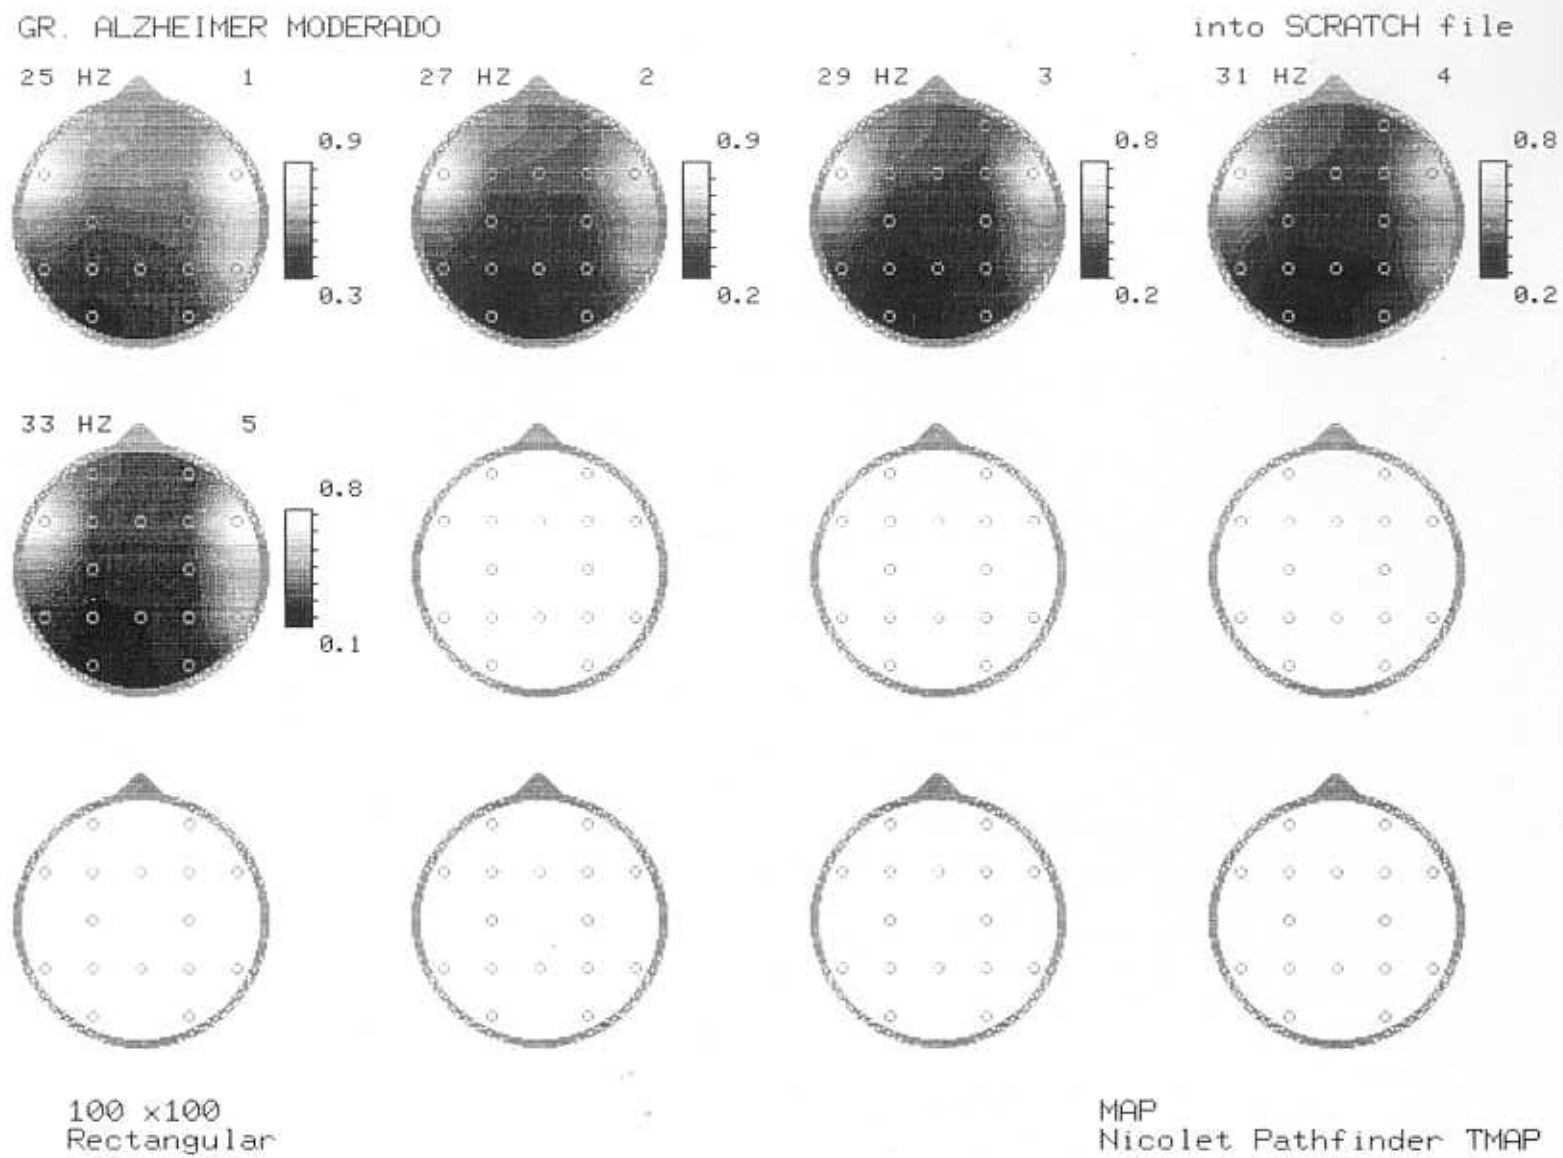 GR. ALZHEIMER MODERADO
into SCRATCH file
25 HZ 1
27 HZ 2
29 HZ 3
31 HZ 4
0.9
0.9
0.8
0.8
0.3
0.2
0.2
0.2
33 HZ 5
0.8
0.1
100 x100
Rectangular
MAP
Nicolet Pathfinder TMAP